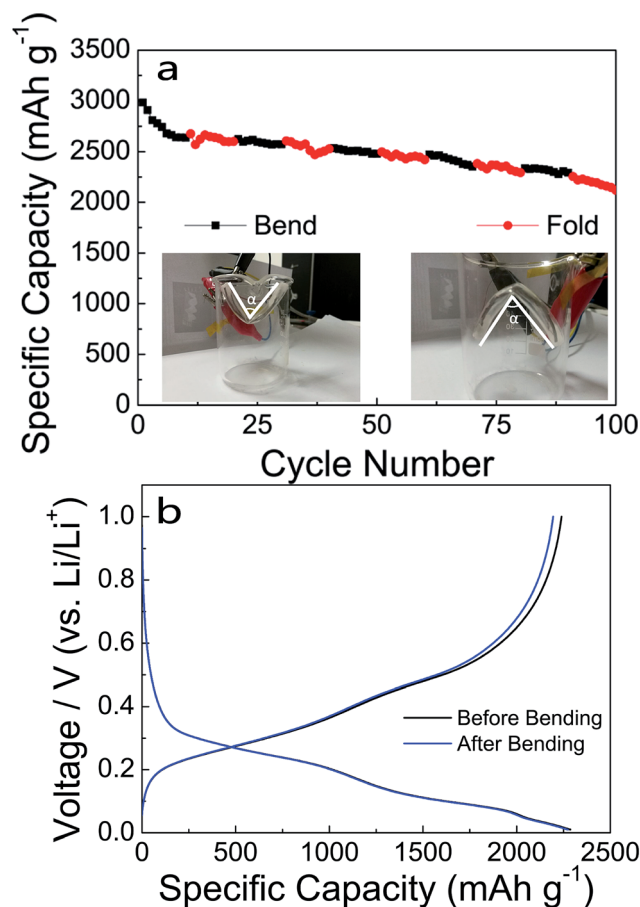 a
Specific Capacity (mAh g⁻¹)
3500
3000
2500
2000
1500
1000
500
0
Bend
Fold
α
α
0
25
50
75
100
Cycle Number
b
Voltage / V (vs. Li/Li⁺)
1.0
0.8
0.6
0.4
0.2
0.0
Before Bending
After Bending
0
500
1000
1500
2000
2500
Specific Capacity (mAh g⁻¹)